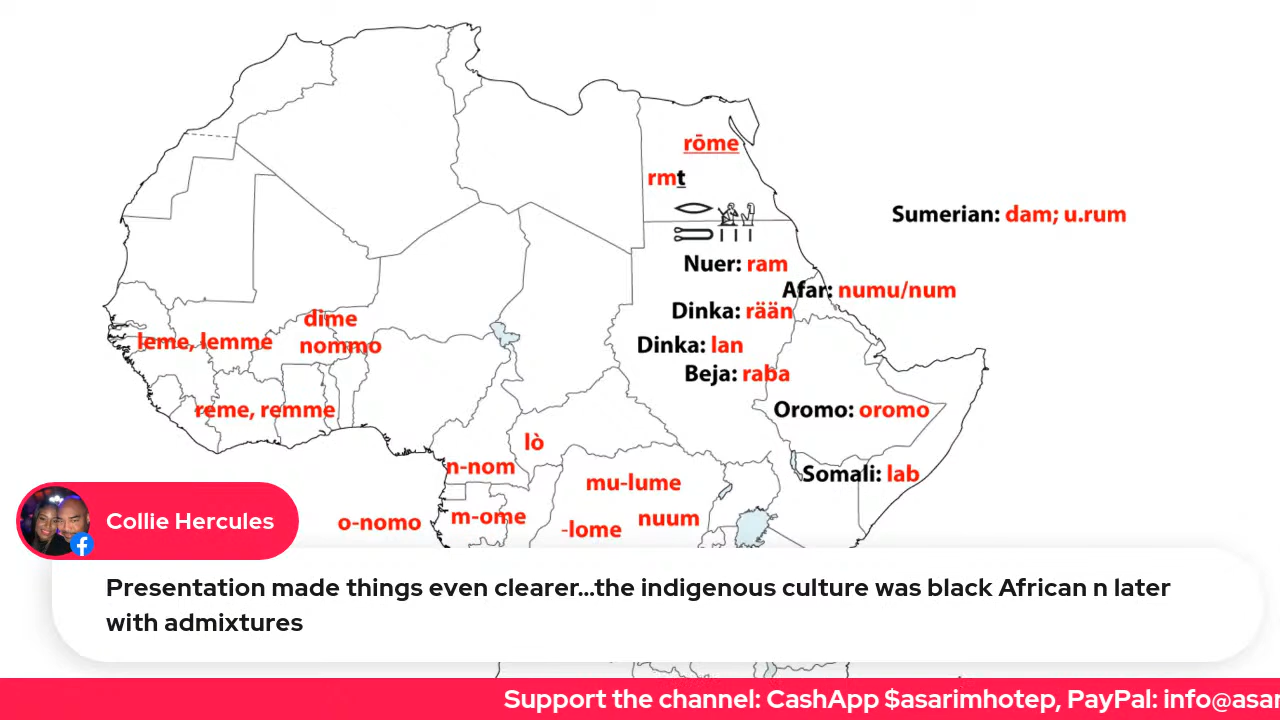 rōme
rmṯ
Sumerian: dam; u.rum
Nuer: ram
Afar: numu/num
Dinka: rään
dime
leme, lemme
nommo
Dinka: lan
Beja: raba
reme, remme
Oromo: oromo
lò
n-nom
Somali: lab
mu-lume
m-ome
nuum
o-nomo
-lome
Collie Hercules
Presentation made things even clearer...the indigenous culture was black African n later
with admixtures
Support the channel: CashApp $asarimhotep, PayPal: info@asar